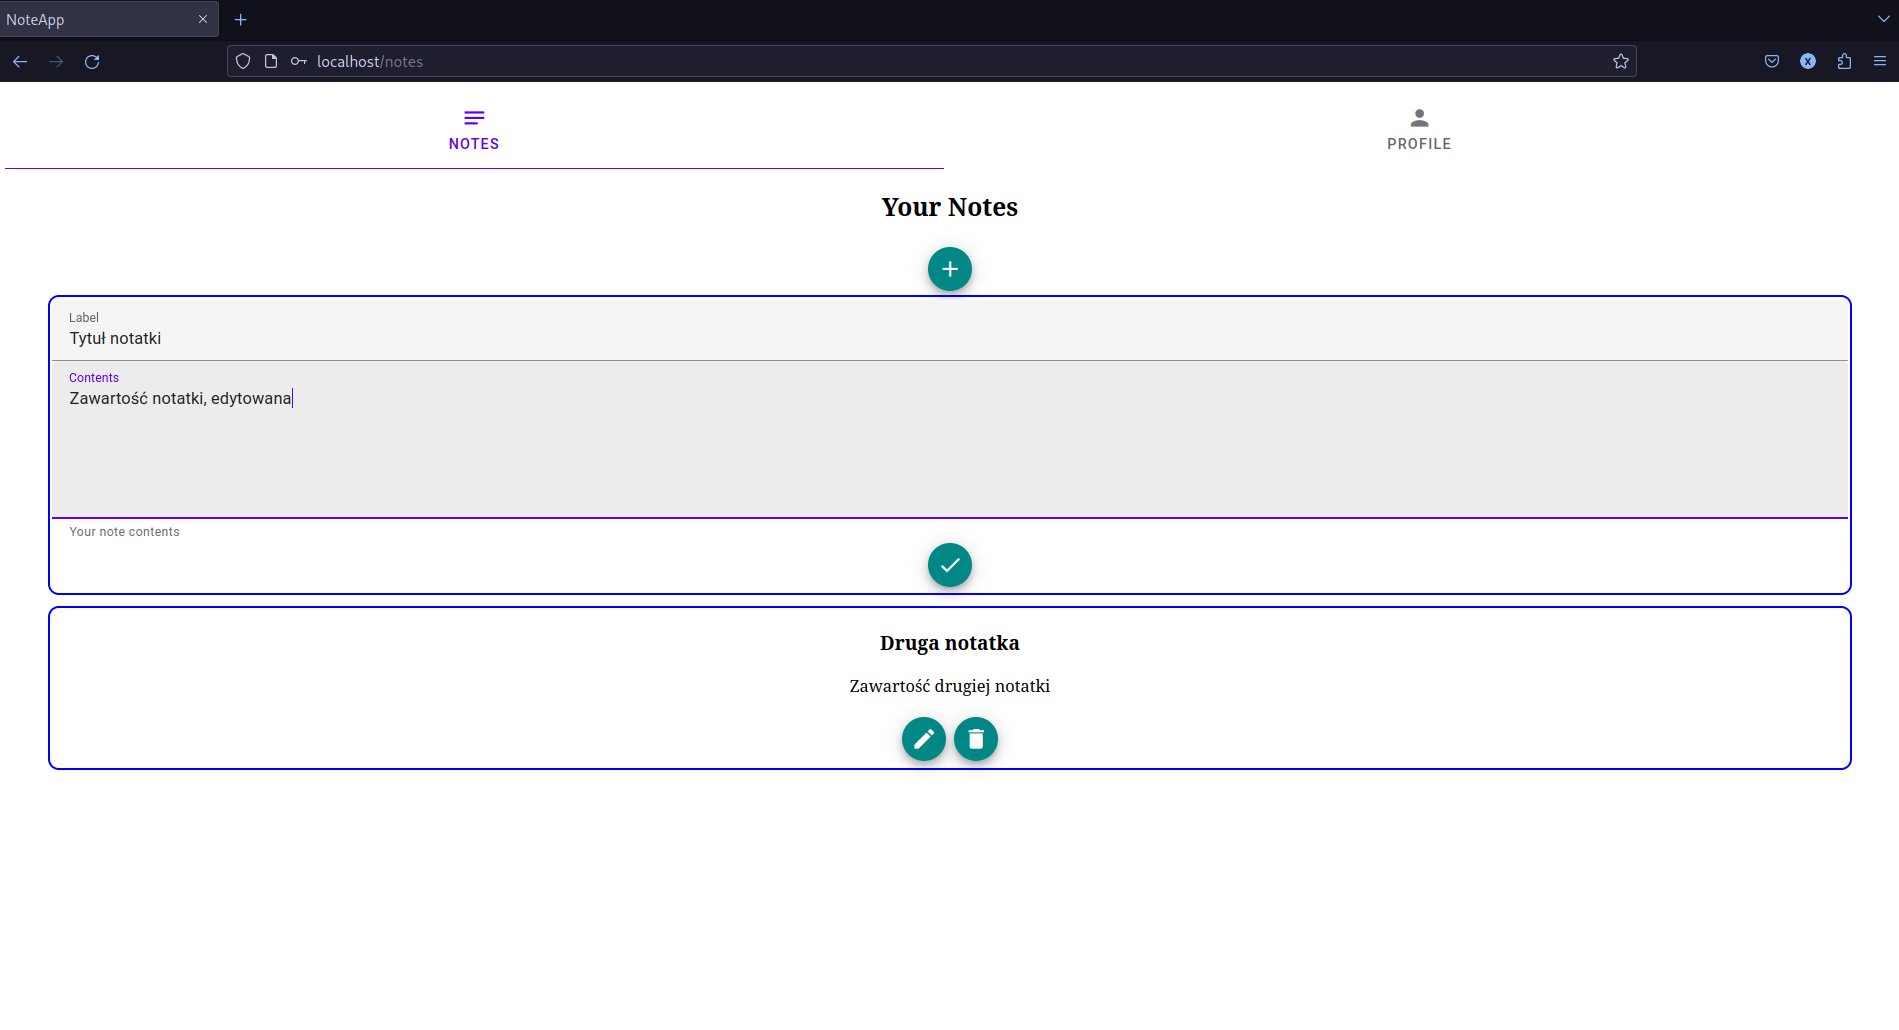 NoteApp
localhost/notes
NOTES
PROFILE
Your Notes
Label
Tytuł notatki
Contents
Zawartość notatki, edytowana
Your note contents
Druga notatka
Zawartość drugiej notatki